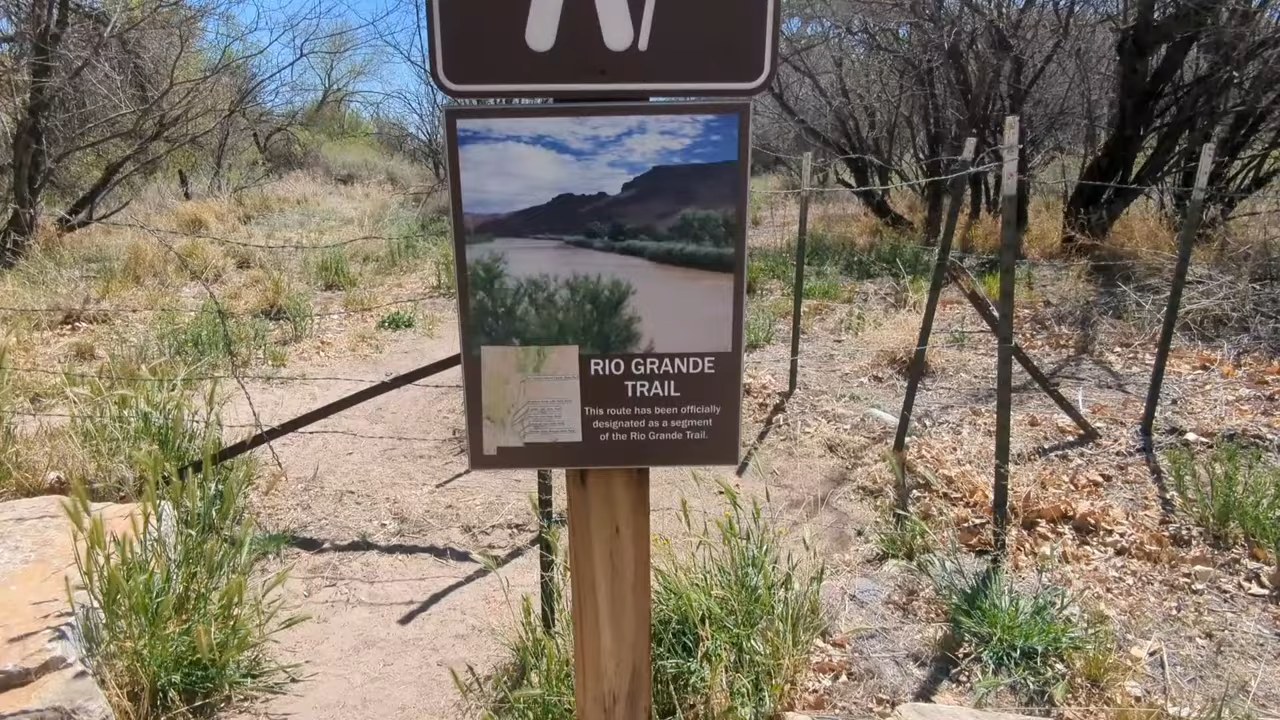 RIO GRANDE
TRAIL
This route has been officially
designated as a segment
of the Rio Grande Trail.